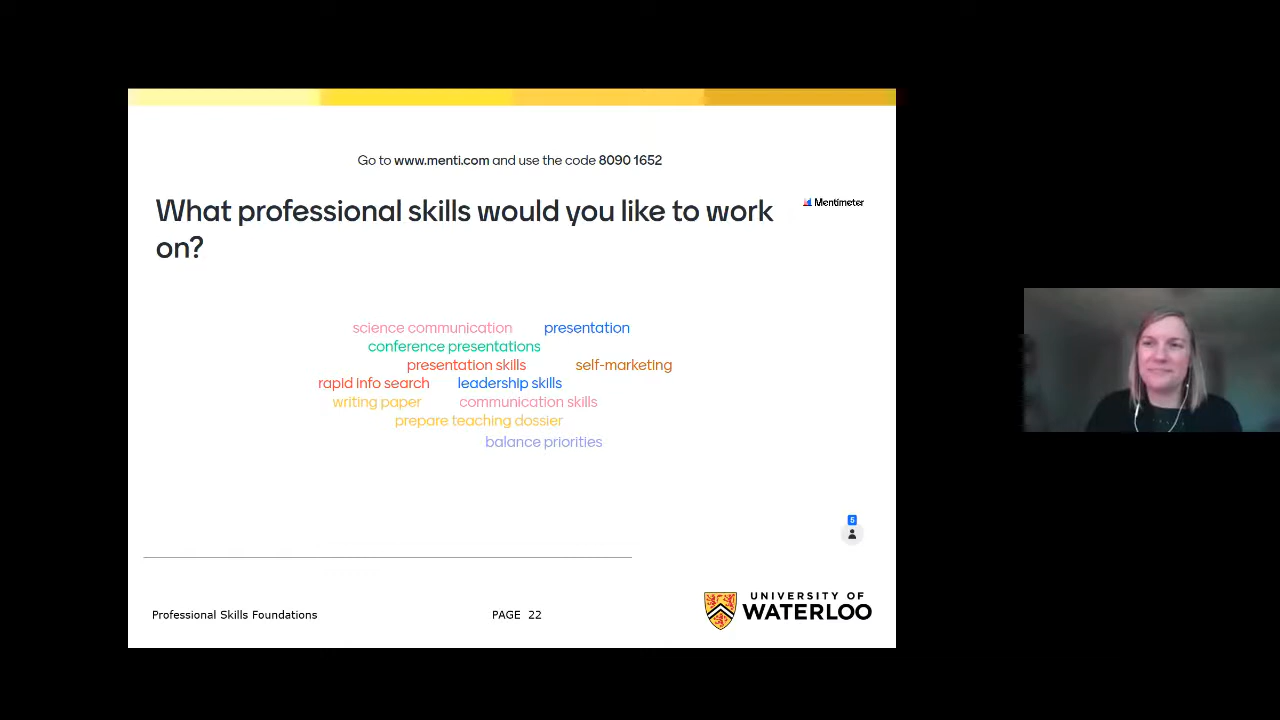 Go to www.menti.com and use the code 8090 1652
What professional skills would you like to work
on?
Mentimeter
science communication presentation
conference presentations
presentation skills self-marketing
rapid info search leadership skills
writing paper communication skills
prepare teaching dossier
balance priorities
5
Professional Skills Foundations PAGE 22
UNIVERSITY OF
WATERLOO